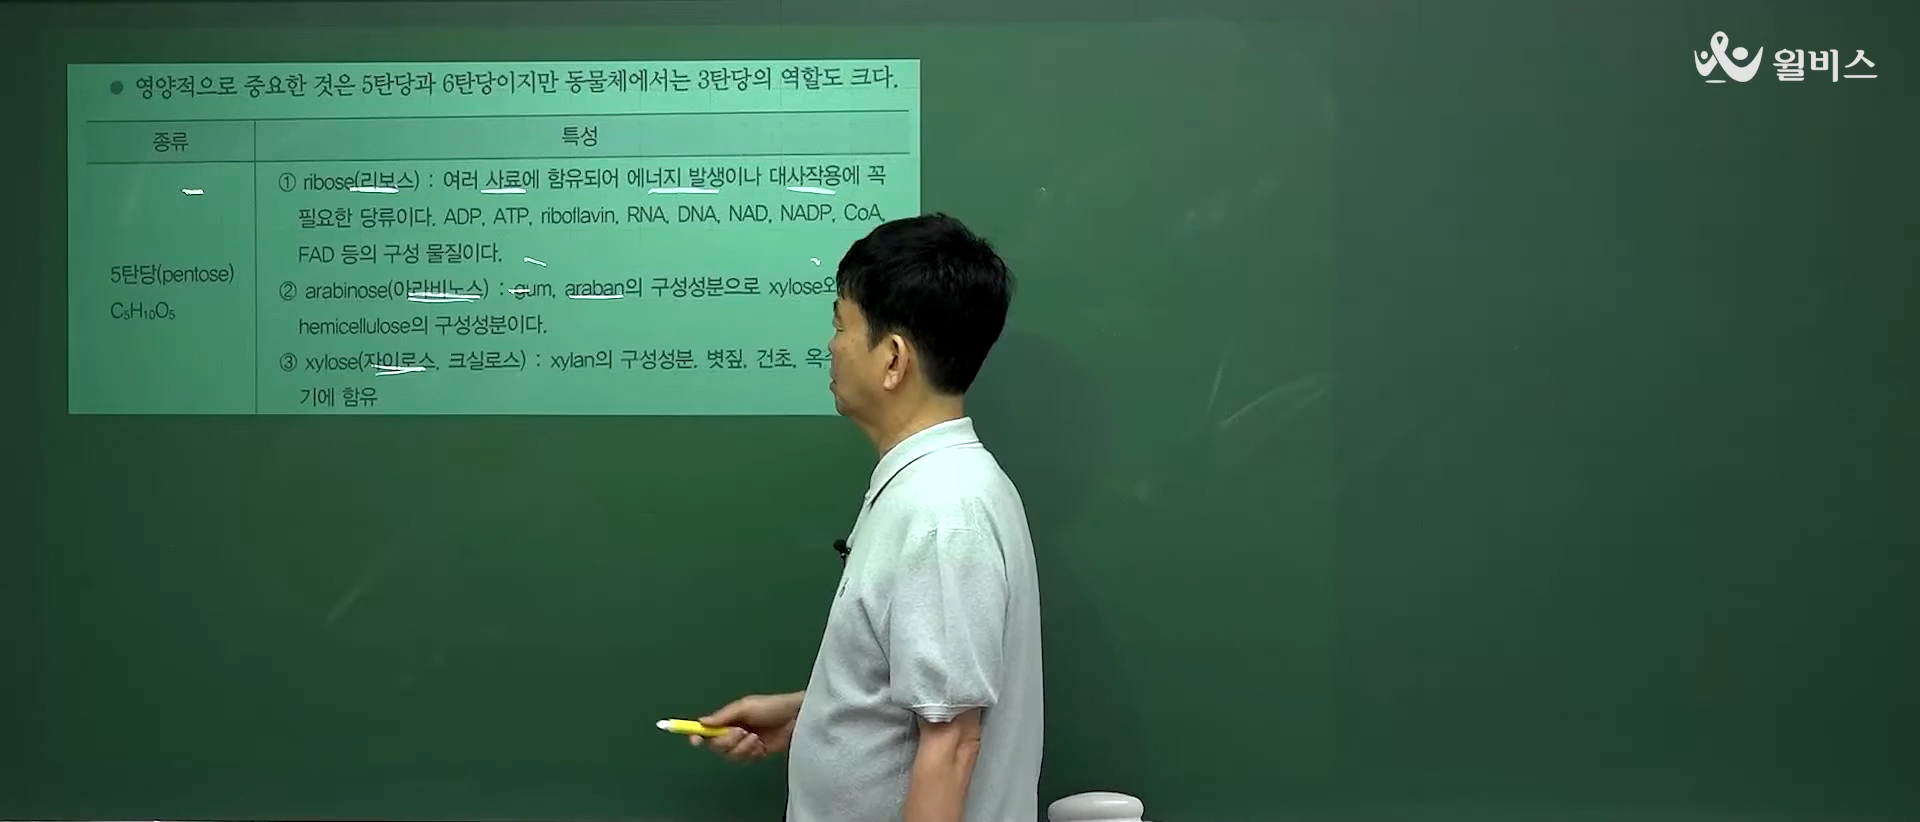 윌비스
● 영양적으로 중요한 것은 5탄당과 6탄당이지만 동물체에서는 3탄당의 역할도 크다.
종류
특성
5탄당(pentose)
C₅H₁₀O₅
① ribose(리보스) : 여러 사료에 함유되어 에너지 발생이나 대사작용에 꼭
필요한 당류이다. ADP, ATP, riboflavin, RNA, DNA, NAD, NADP, CoA,
FAD 등의 구성 물질이다.
② arabinose(아라비노스) : gum, araban의 구성성분으로 xylose와
hemicellulose의 구성성분이다.
③ xylose(자이로스, 크실로스) : xylan의 구성성분, 볏짚, 건초,
기에 함유